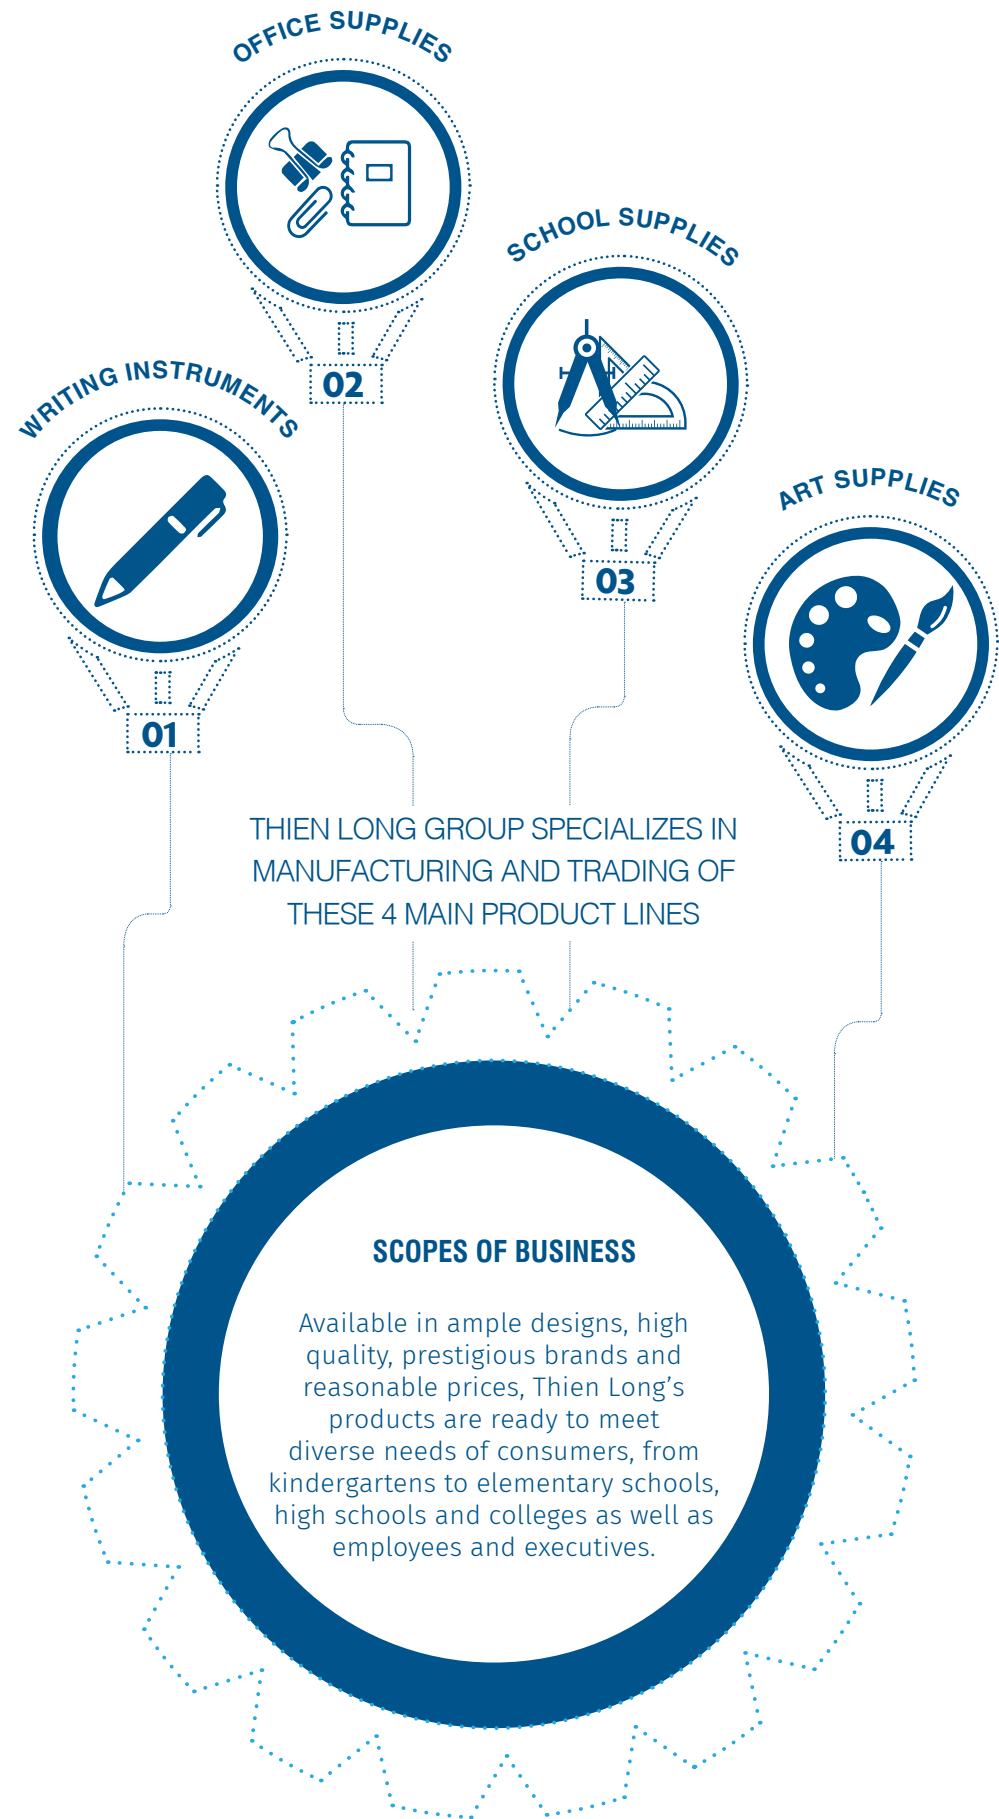 WRITING INSTRUMENTS
01
OFFICE SUPPLIES
02
SCHOOL SUPPLIES
03
ART SUPPLIES
04
THIEN LONG GROUP SPECIALIZES IN
MANUFACTURING AND TRADING OF
THESE 4 MAIN PRODUCT LINES
SCOPES OF BUSINESS
Available in ample designs, high
quality, prestigious brands and
reasonable prices, Thien Long’s
products are ready to meet
diverse needs of consumers, from
kindergartens to elementary schools,
high schools and colleges as well as
employees and executives.